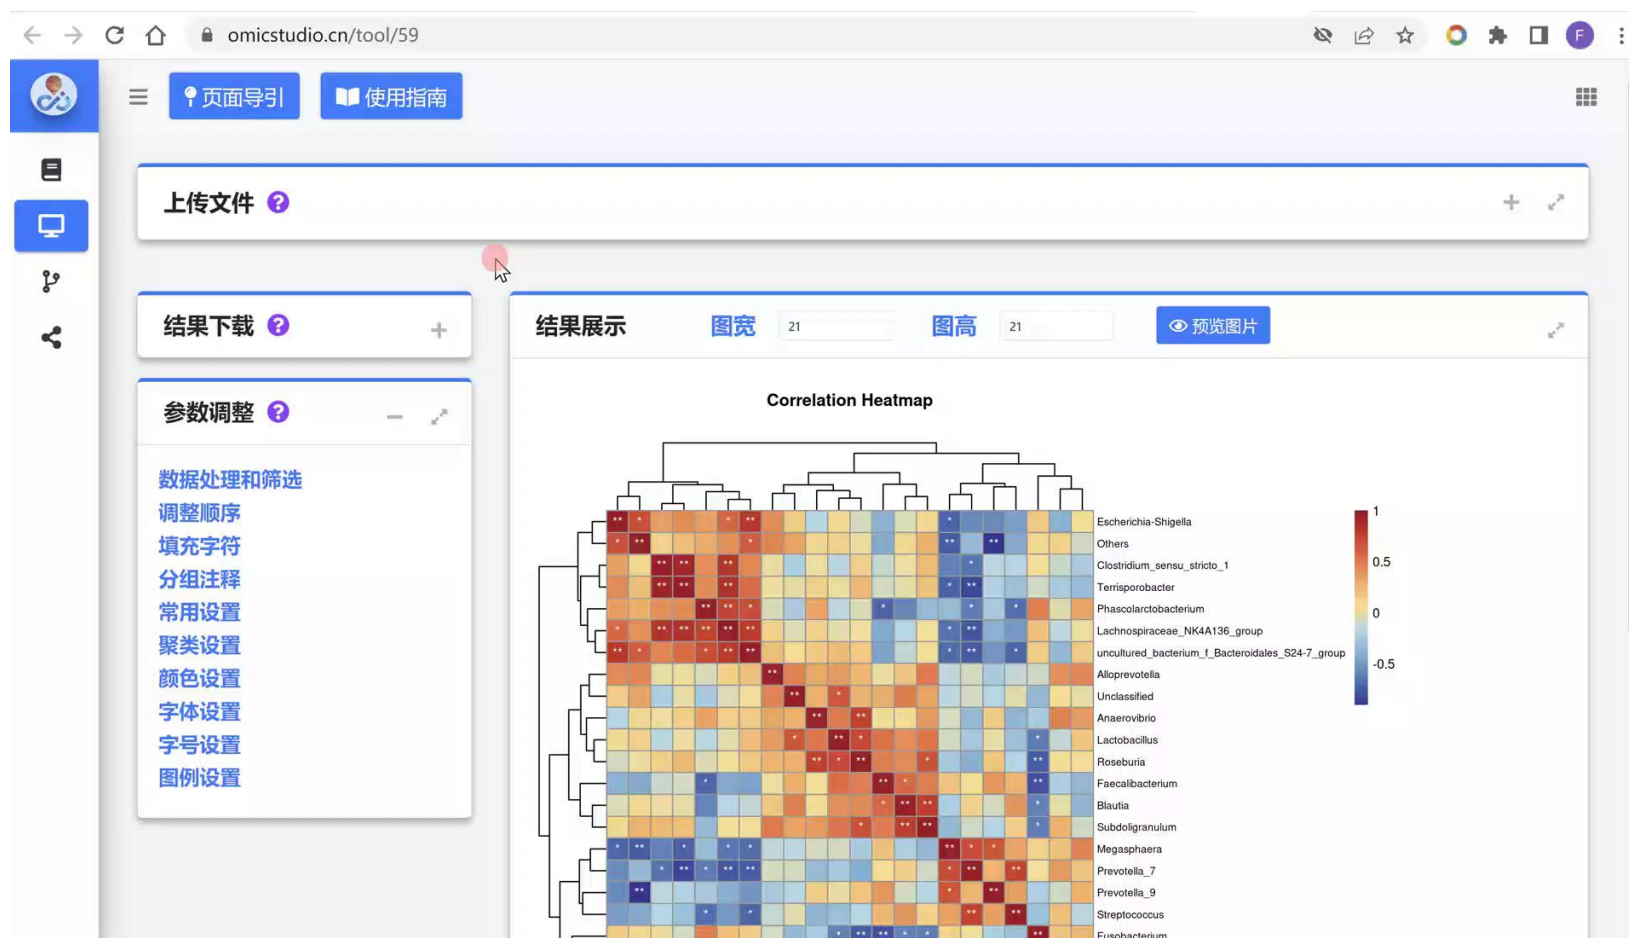 omicstudio.cn/tool/59
F
页面导引
使用指南
上传文件 ?
结果下载 ?
结果展示
图宽 21
图高 21
预览图片
参数调整 ?
数据处理和筛选
调整顺序
填充字符
分组注释
常用设置
聚类设置
颜色设置
字体设置
字号设置
图例设置
Correlation Heatmap
Escherichia-Shigella
Others
Clostridium_sensu_stricto_1
Terrisporobacter
Phascolarctobacterium
Lachnospiraceae_NK4A136_group
uncultured_bacterium_f_Bacteroidales_S24-7_group
Alloprevotella
Unclassified
Anaerovibrio
Lactobacillus
Roseburia
Faecalibacterium
Blautia
Subdoligranulum
Megasphaera
Prevotella_7
Prevotella_9
Streptococcus
Fusobacterium
1
0.5
0
-0.5